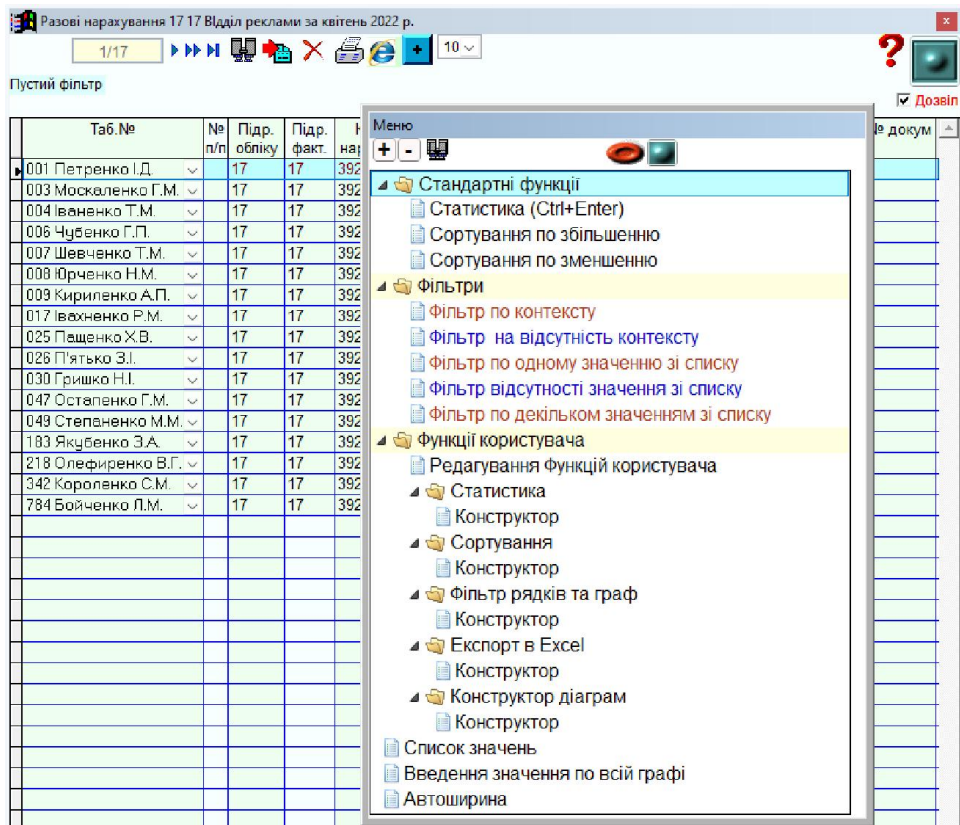 Разові нарахування 17 17 ВІдділ реклами за квітень 2022 р.
1/17
10
Пустий фільтр
Дозвіл
Таб.№ № п/п Підр. обліку Підр. факт. № докум
001 Петренко І.Д. 17 17 392
003 Москаленко Г.М. 17 17 392
004 Іваненко Т.М. 17 17 392
006 Чубенко Г.П. 17 17 392
007 Шевченко Т.М. 17 17 392
008 Юрченко Н.М. 17 17 392
009 Кириленко А.П. 17 17 392
017 Івахненко Р.М. 17 17 392
025 Пащенко Х.В. 17 17 392
026 П'ятько З.І. 17 17 392
030 Гришко Н.І. 17 17 392
047 Остапенко Г.М. 17 17 392
049 Степаненко М.М. 17 17 392
183 Якубенко З.А. 17 17 392
218 Олефиренко В.Г. 17 17 392
342 Короленко С.М. 17 17 392
784 Бойченко Л.М. 17 17 392
Меню
Стандартні функції
Статистика (Ctrl+Enter)
Сортування по збільшенню
Сортування по зменшенню
Фільтри
Фільтр по контексту
Фільтр на відсутність контексту
Фільтр по одному значенню зі списку
Фільтр відсутності значення зі списку
Фільтр по декільком значенням зі списку
Функції користувача
Редагування Функцій користувача
Статистика
Конструктор
Сортування
Конструктор
Фільтр рядків та граф
Конструктор
Експорт в Excel
Конструктор
Конструктор діаграм
Конструктор
Список значень
Введення значення по всій графі
Автоширина